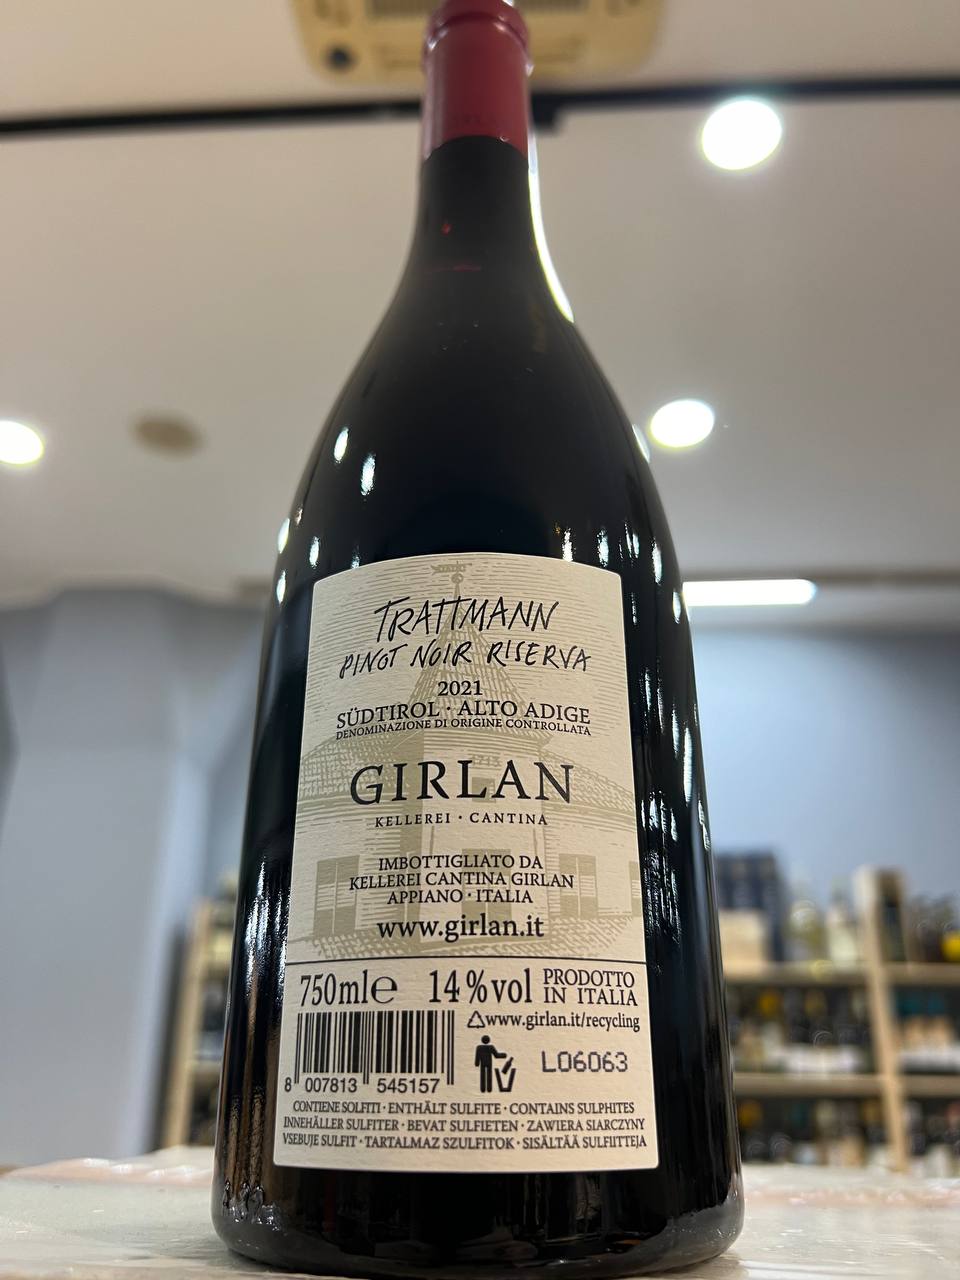 TRATTMANN
PINOT NOIR RISERVA
2021
SÜDTIROL · ALTO ADIGE
DENOMINAZIONE DI ORIGINE CONTROLLATA
GIRLAN
KELLEREI · CANTINA
IMBOTTIGLIATO DA
KELLEREI CANTINA GIRLAN
APPIANO · ITALIA
www.girlan.it
750ml℮ 14%vol PRODOTTO IN ITALIA
www.girlan.it/recycling
L06063
8 007813 545157
CONTIENE SOLFITI · ENTHÄLT SULFITE · CONTAINS SULPHITES
INNEHÅLLER SULFITER · BEVAT SULFIETEN · ZAWIERA SIARCZYNY
VSEBUJE SULFIT · TARTALMAZ SZULFITOK · SISÄLTÄÄ SULFIITTEJA